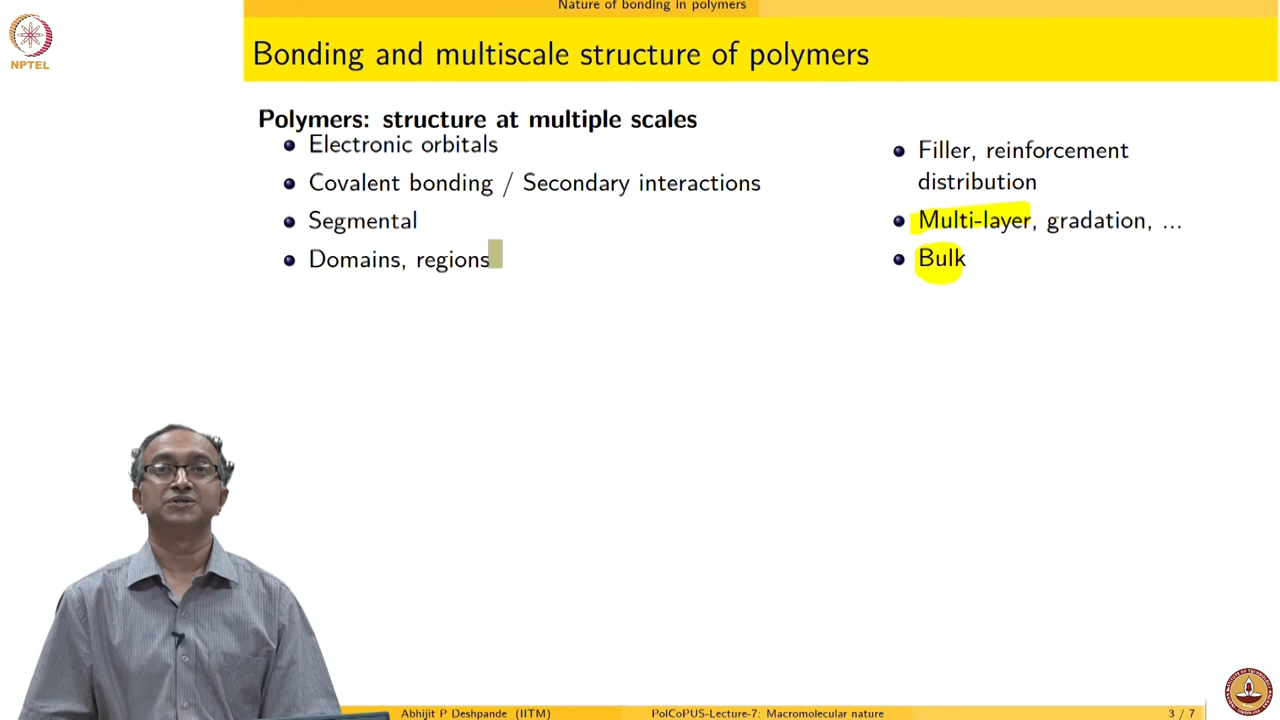 Nature of bonding in polymers
NPTEL
Bonding and multiscale structure of polymers
Polymers: structure at multiple scales
Electronic orbitals
Covalent bonding / Secondary interactions
Segmental
Domains, regions
Filler, reinforcement
distribution
Multi-layer, gradation, ...
Bulk
Abhijit P Deshpande (IITM)
PolCoPUS-Lecture-7: Macromolecular nature
3 / 7